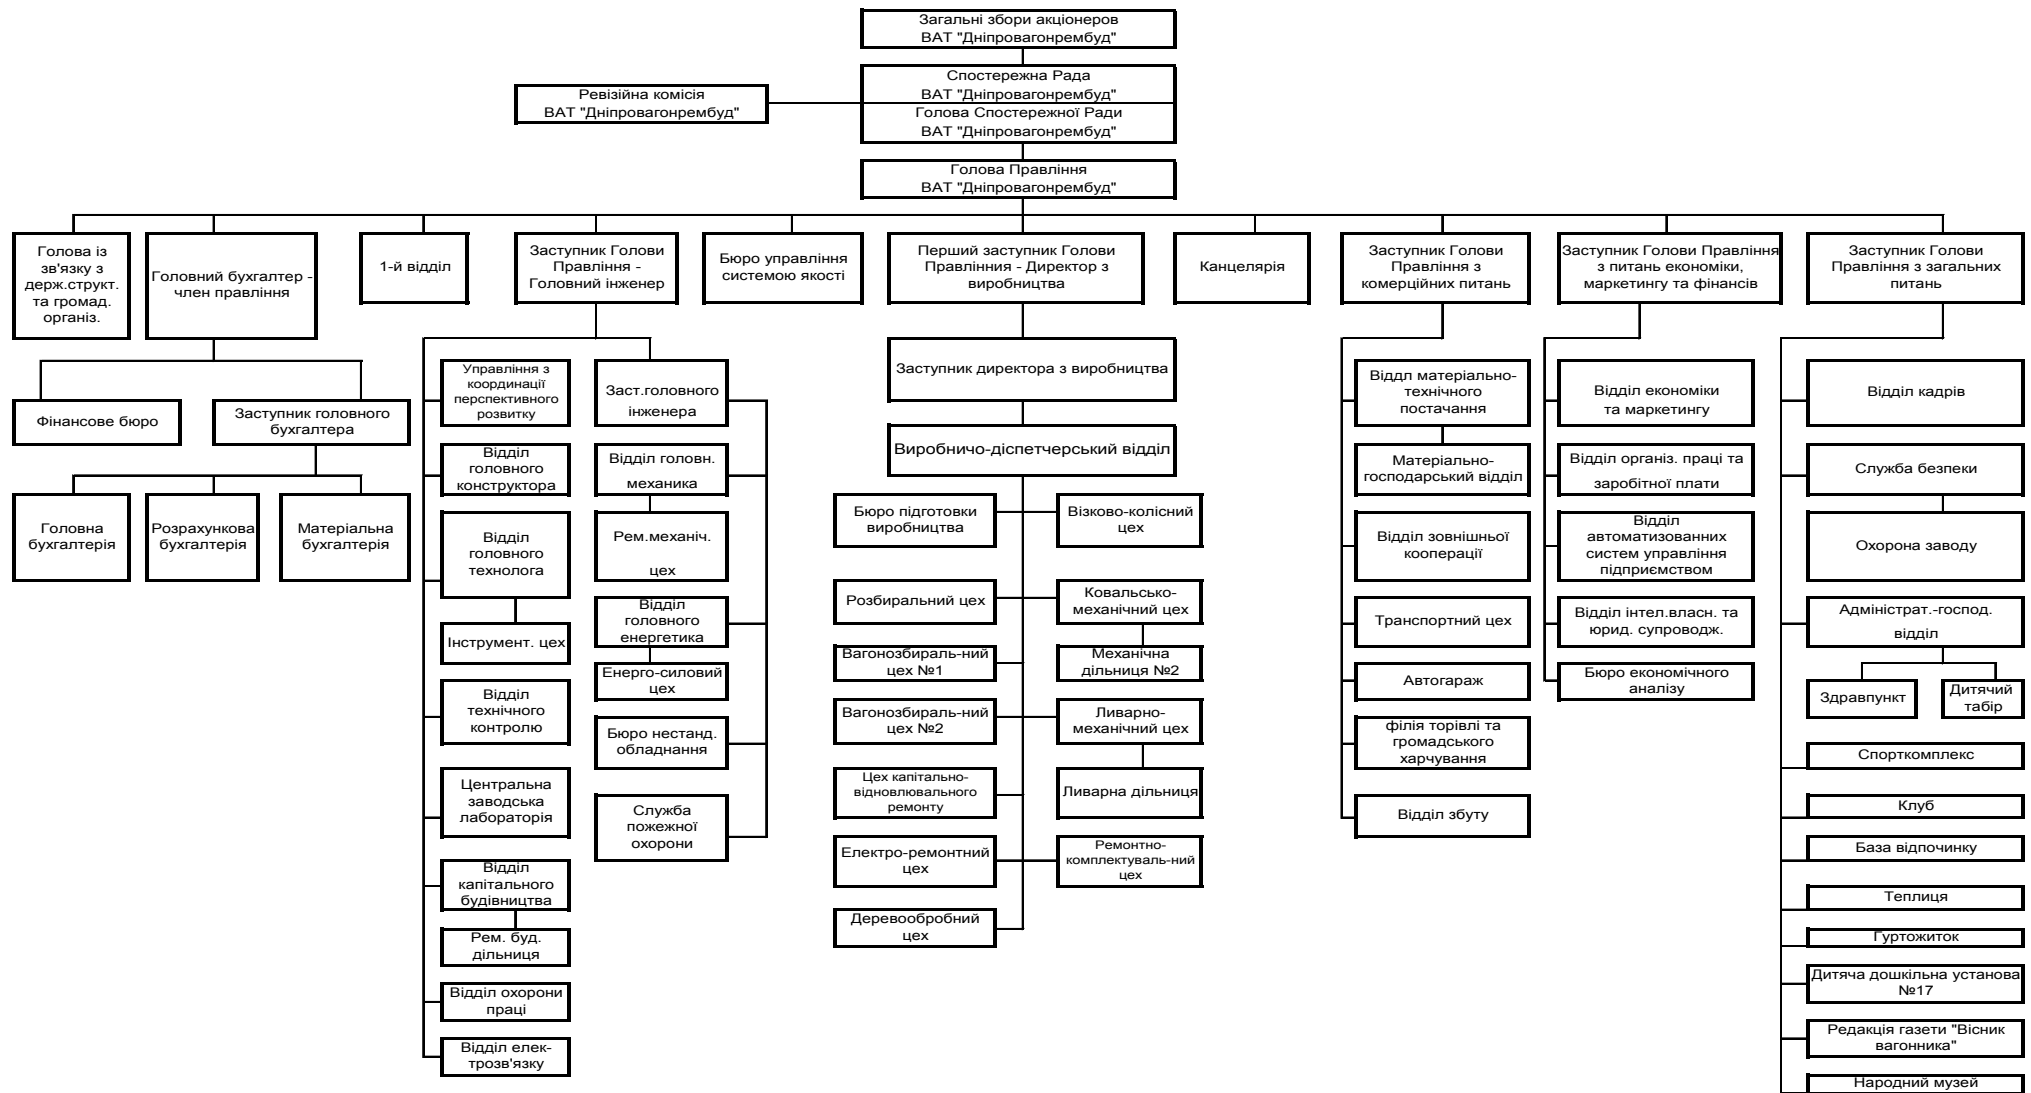 Загальні збори акціонеров
ВАТ "Дніпровагонрембуд"
Спостережна Рада
ВАТ "Дніпровагонрембуд"
Голова Спостережної Ради
ВАТ "Дніпровагонрембуд"
Ревізійна комісія
ВАТ "Дніпровагонрембуд"
Голова Правління
ВАТ "Дніпровагонрембуд"
Голова із
зв'язку з
держ.структ.
та громад.
організ.
Головний бухгалтер -
член правління
1-й відділ
Заступник Голови
Правління -
Головний інженер
Бюро управління
системою якості
Перший заступник Голови
Правлінния - Директор з
виробництва
Канцелярія
Заступник Голови
Правління з
комерційних питань
Заступник Голови Правління
з питань економіки,
маркетингу та фінансів
Заступник Голови
Правління з загальних
питань
Фінансове бюро
Заступник головного
бухгалтера
Головна
бухгалтерія
Розрахункова
бухгалтерія
Матеріальна
бухгалтерія
Управління з
координації
перспективного
розвитку
Відділ
головного
конструктора
Відділ
головного
технолога
Інструмент. цех
Відділ
технічного
контролю
Центральна
заводська
лабораторія
Відділ
капітального
будівництва
Рем. буд.
дільниця
Відділ охорони
праці
Відділ елек-
трозв'язку
Заст.головного
інженера
Відділ головн.
механика
Рем.механіч.
цех
Відділ
головного
енергетика
Енерго-силовий
цех
Бюро нестанд.
обладнання
Служба
пожежної
охорони
Заступник директора з виробництва
Виробничо-діспетчерський відділ
Бюро підготовки
виробництва
Візково-колісний
цех
Розбиральний цех
Ковальсько-
механічний цех
Вагонозбираль-ний
цех №1
Механічна
дільниця №2
Вагонозбираль-ний
цех №2
Ливарно-
механічний цех
Цех капітально-
відновлювального
ремонту
Ливарна дільниця
Електро-ремонтний
цех
Ремонтно-
комплектуваль-ний
цех
Деревообробний
цех
Віддл матеріально-
технічного
постачання
Матеріально-
господарський відділ
Відділ зовнішньої
кооперації
Транспортний цех
Автогараж
філія торівлі та
громадського
харчування
Відділ збуту
Відділ економіки
та маркетингу
Відділ організ. праці та
заробітної плати
Відділ
автоматизованних
систем управління
підприємством
Відділ інтел.власн. та
юрид. супроводж.
Бюро економічного
аналізу
Відділ кадрів
Служба безпеки
Охорона заводу
Адміністрат.-господ.
відділ
Здравпункт
Дитячий
табір
Спорткомплекс
Клуб
База відпочинку
Теплиця
Гуртожиток
Дитяча дошкільна установа
№17
Редакція газети "Вісник
вагонника"
Народний музей